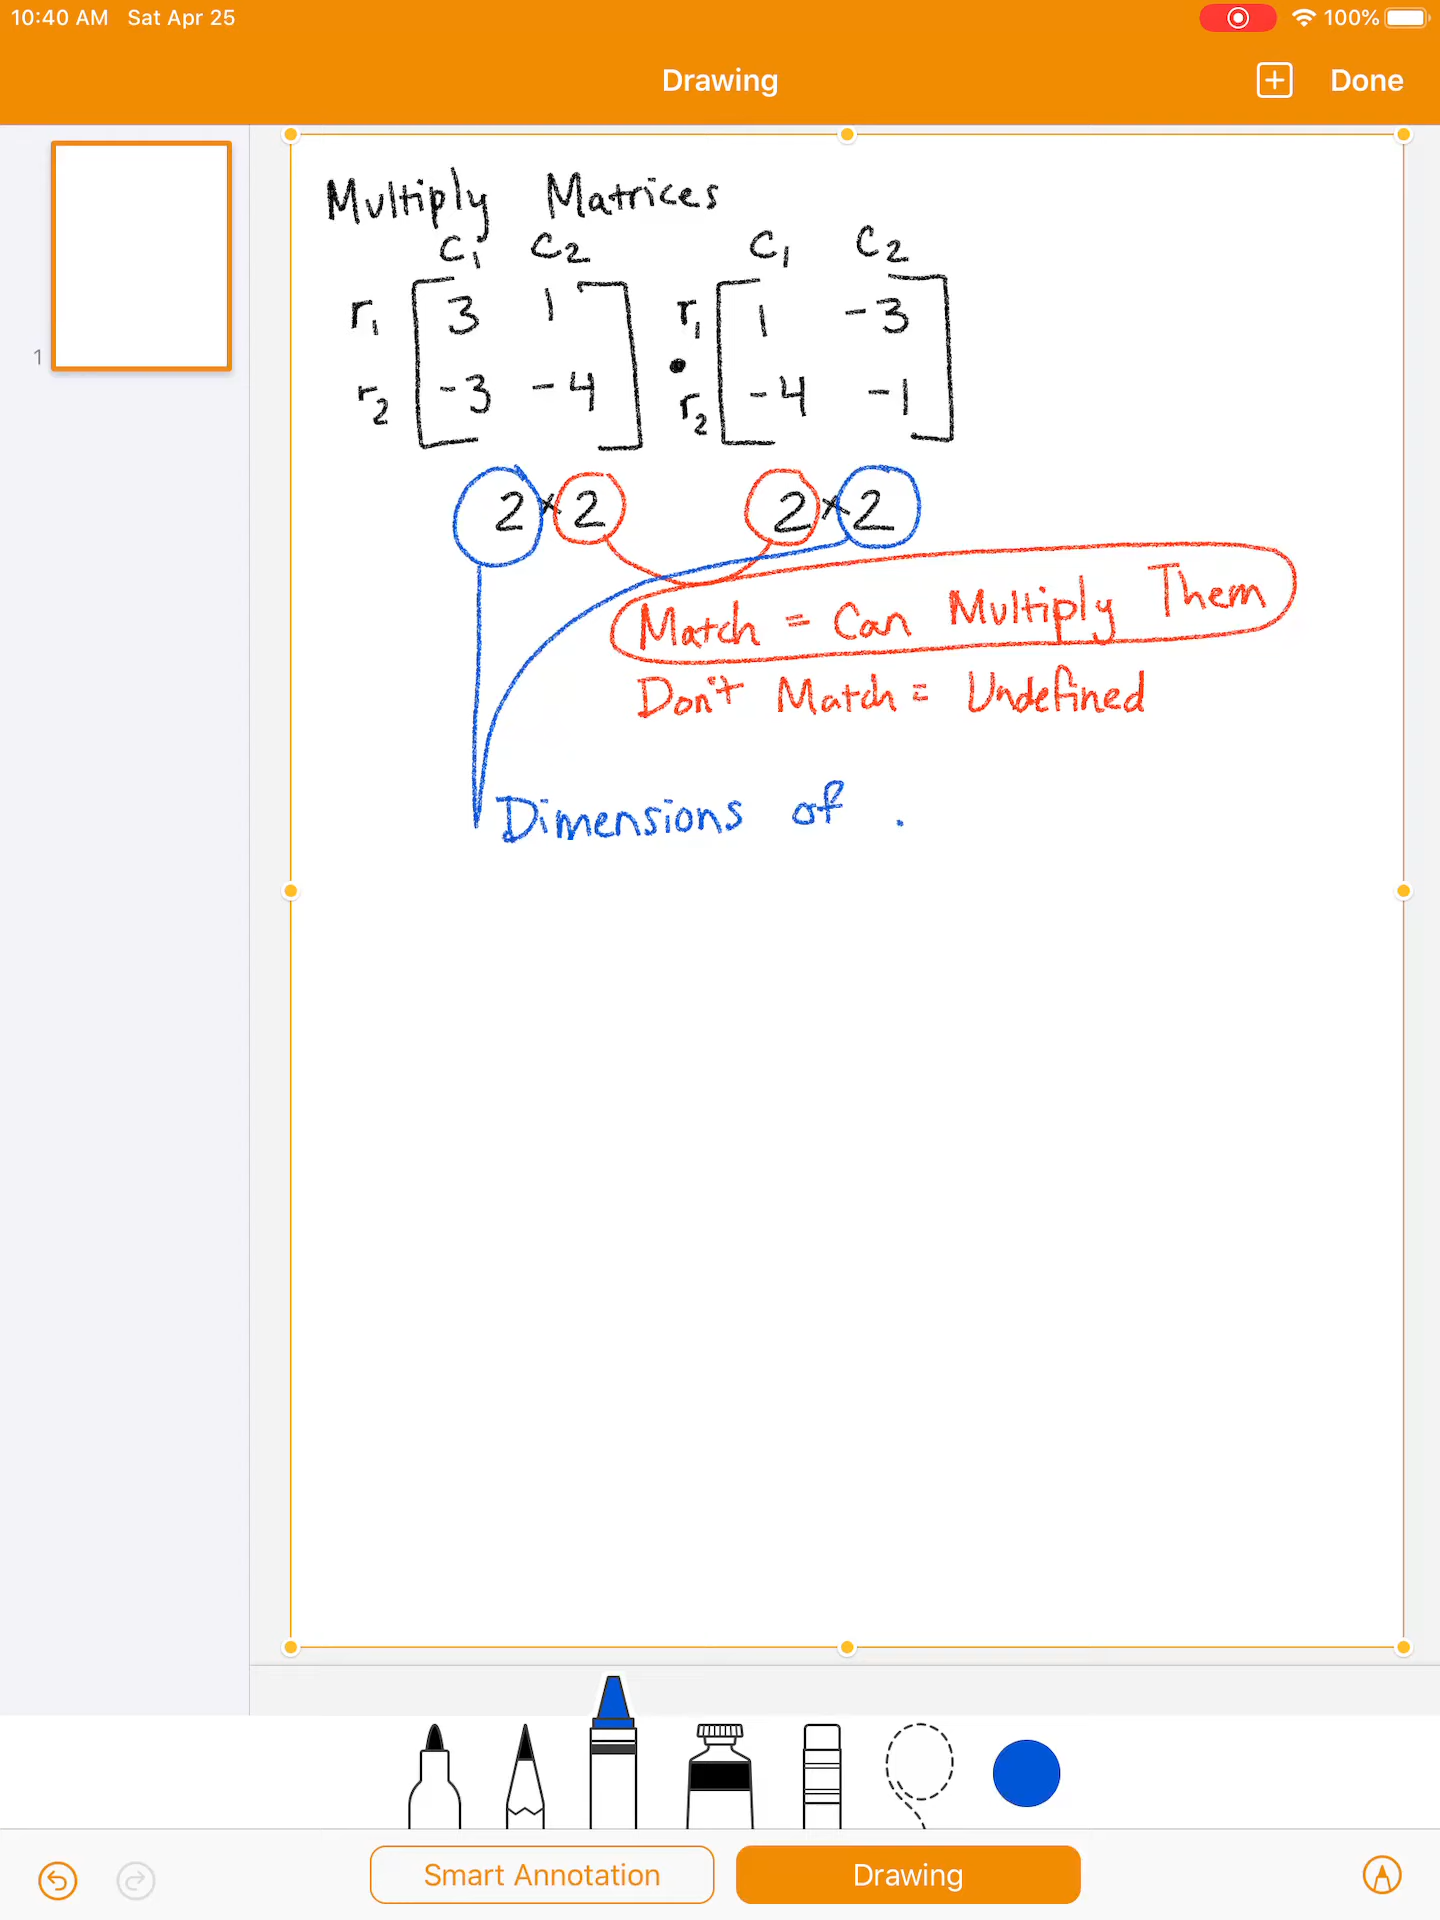 10:40 AM Sat Apr 25 100%
Drawing Done
1
Multiply Matrices
C1 C2 C1 C2
r1 3 1 r1 1 -3
•
r2 -3 -4 r2 -4 -1
2 × 2 2 × 2
Match = Can Multiply Them
Don't Match = Undefined
Dimensions of .
Smart Annotation Drawing